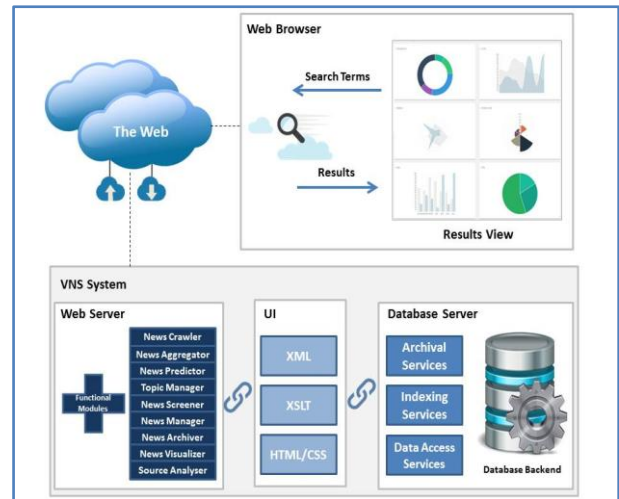 Web Browser
Search Terms
The Web
Results
Results View
VNS System
Web Server
UI
Database Server
Functional
Modules
News Crawler
News Aggregator
News Predictor
Topic Manager
News Screener
News Manager
News Archiver
News Visualizer
Source Analyser
XML
XSLT
HTML/CSS
Archival
Services
Indexing
Services
Data Access
Services
Database Backend